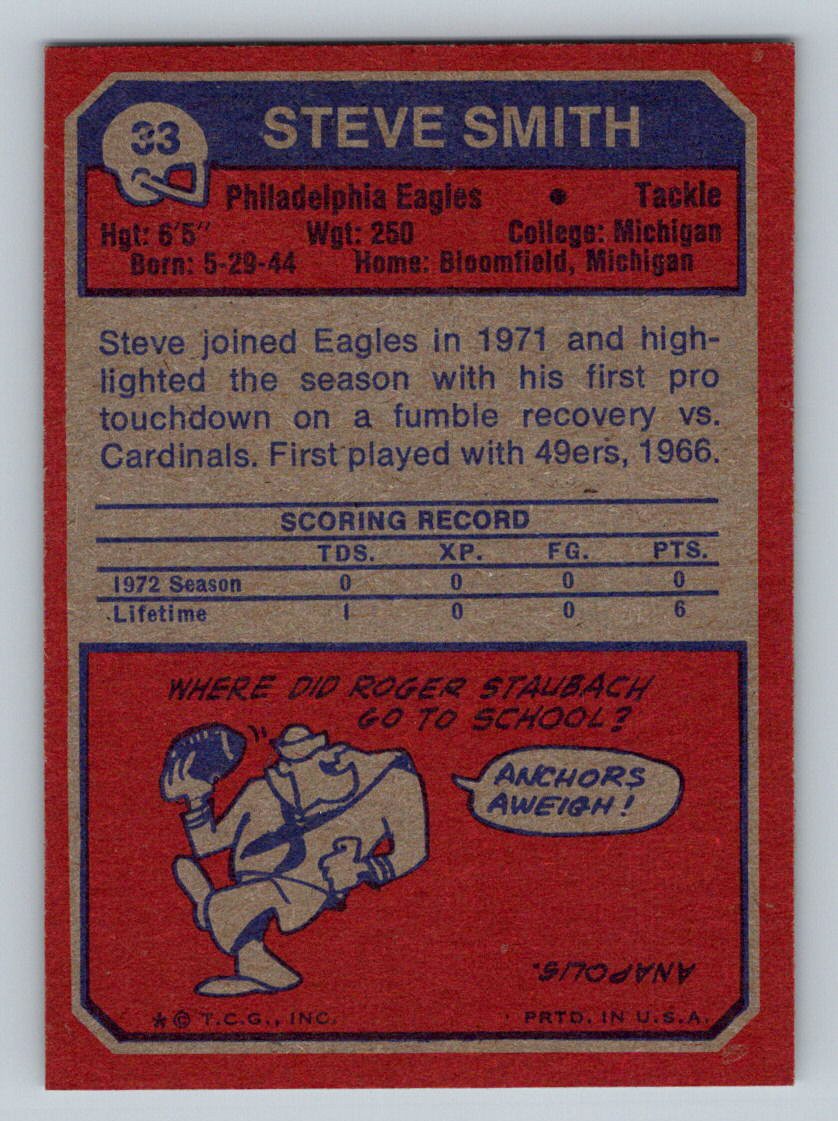 33
STEVE SMITH
Philadelphia Eagles • Tackle
Hgt: 6'5" Wgt: 250 College: Michigan
Born: 5-29-44 Home: Bloomfield, Michigan
Steve joined Eagles in 1971 and high-
lighted the season with his first pro
touchdown on a fumble recovery vs.
Cardinals. First played with 49ers, 1966.
SCORING RECORD
TDS. XP. FG. PTS.
1972 Season 0 0 0 0
Lifetime 1 0 0 6
WHERE DID ROGER STAUBACH
GO TO SCHOOL?
ANCHORS
AWEIGH!
ANAPOLIS.
* © T.C.G., INC. PRTD. IN U.S.A.